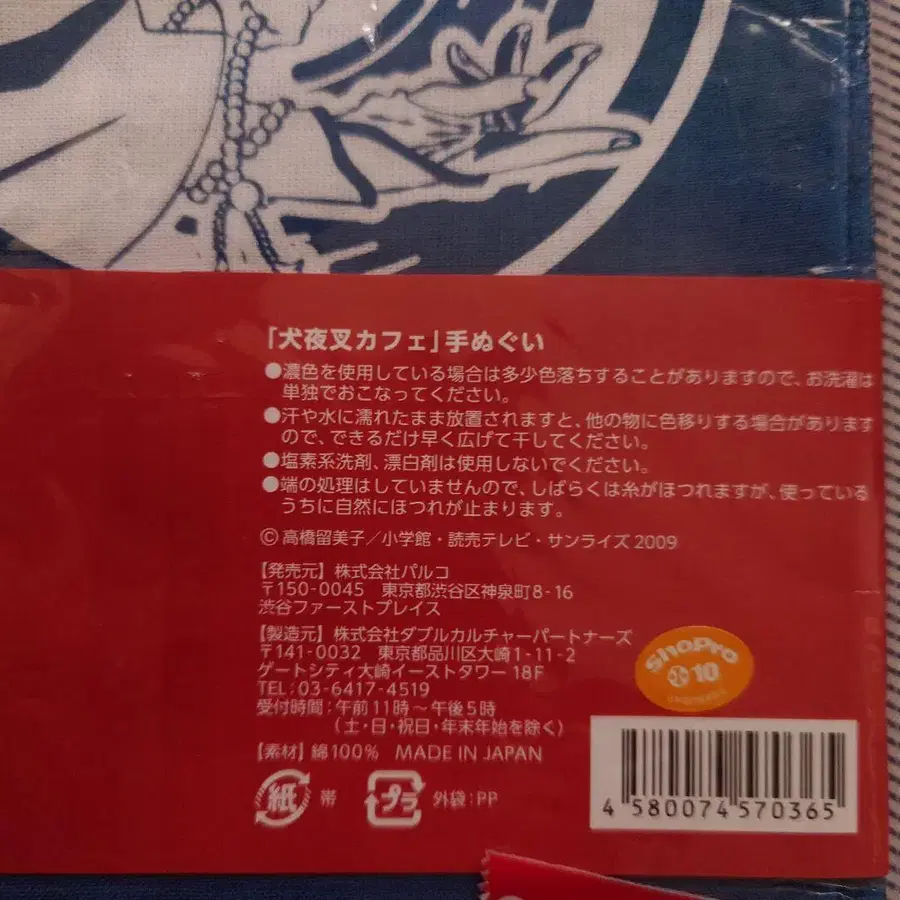 「犬夜叉カフェ」手ぬぐい
●濃色を使用している場合は多少色落ちすることがありますので、お洗濯は
単独でおこなってください。
●汗や水に濡れたまま放置されますと、他の物に色移りする場合があります
ので、できるだけ早く広げて干してください。
●塩素系洗剤、漂白剤は使用しないでください。
●端の処理はしていませんので、しばらくは糸がほつれますが、使っている
うちに自然にほつれが止まります。
©高橋留美子／小学館・読売テレビ・サンライズ 2009
【発売元】株式会社パルコ
〒150-0045 東京都渋谷区神泉町8-16
渋谷ファーストプレイス
【製造元】株式会社ダブルカルチャーパートナーズ
〒141-0032 東京都品川区大崎1-11-2
ゲートシティ大崎イーストタワー 18F
TEL：03-6417-4519
受付時間：午前11時～午後5時
（土・日・祝日・年末年始を除く）
【素材】綿100% MADE IN JAPAN
紙 帯 プラ 外袋：PP
ShoPro
10
4 580074 570365